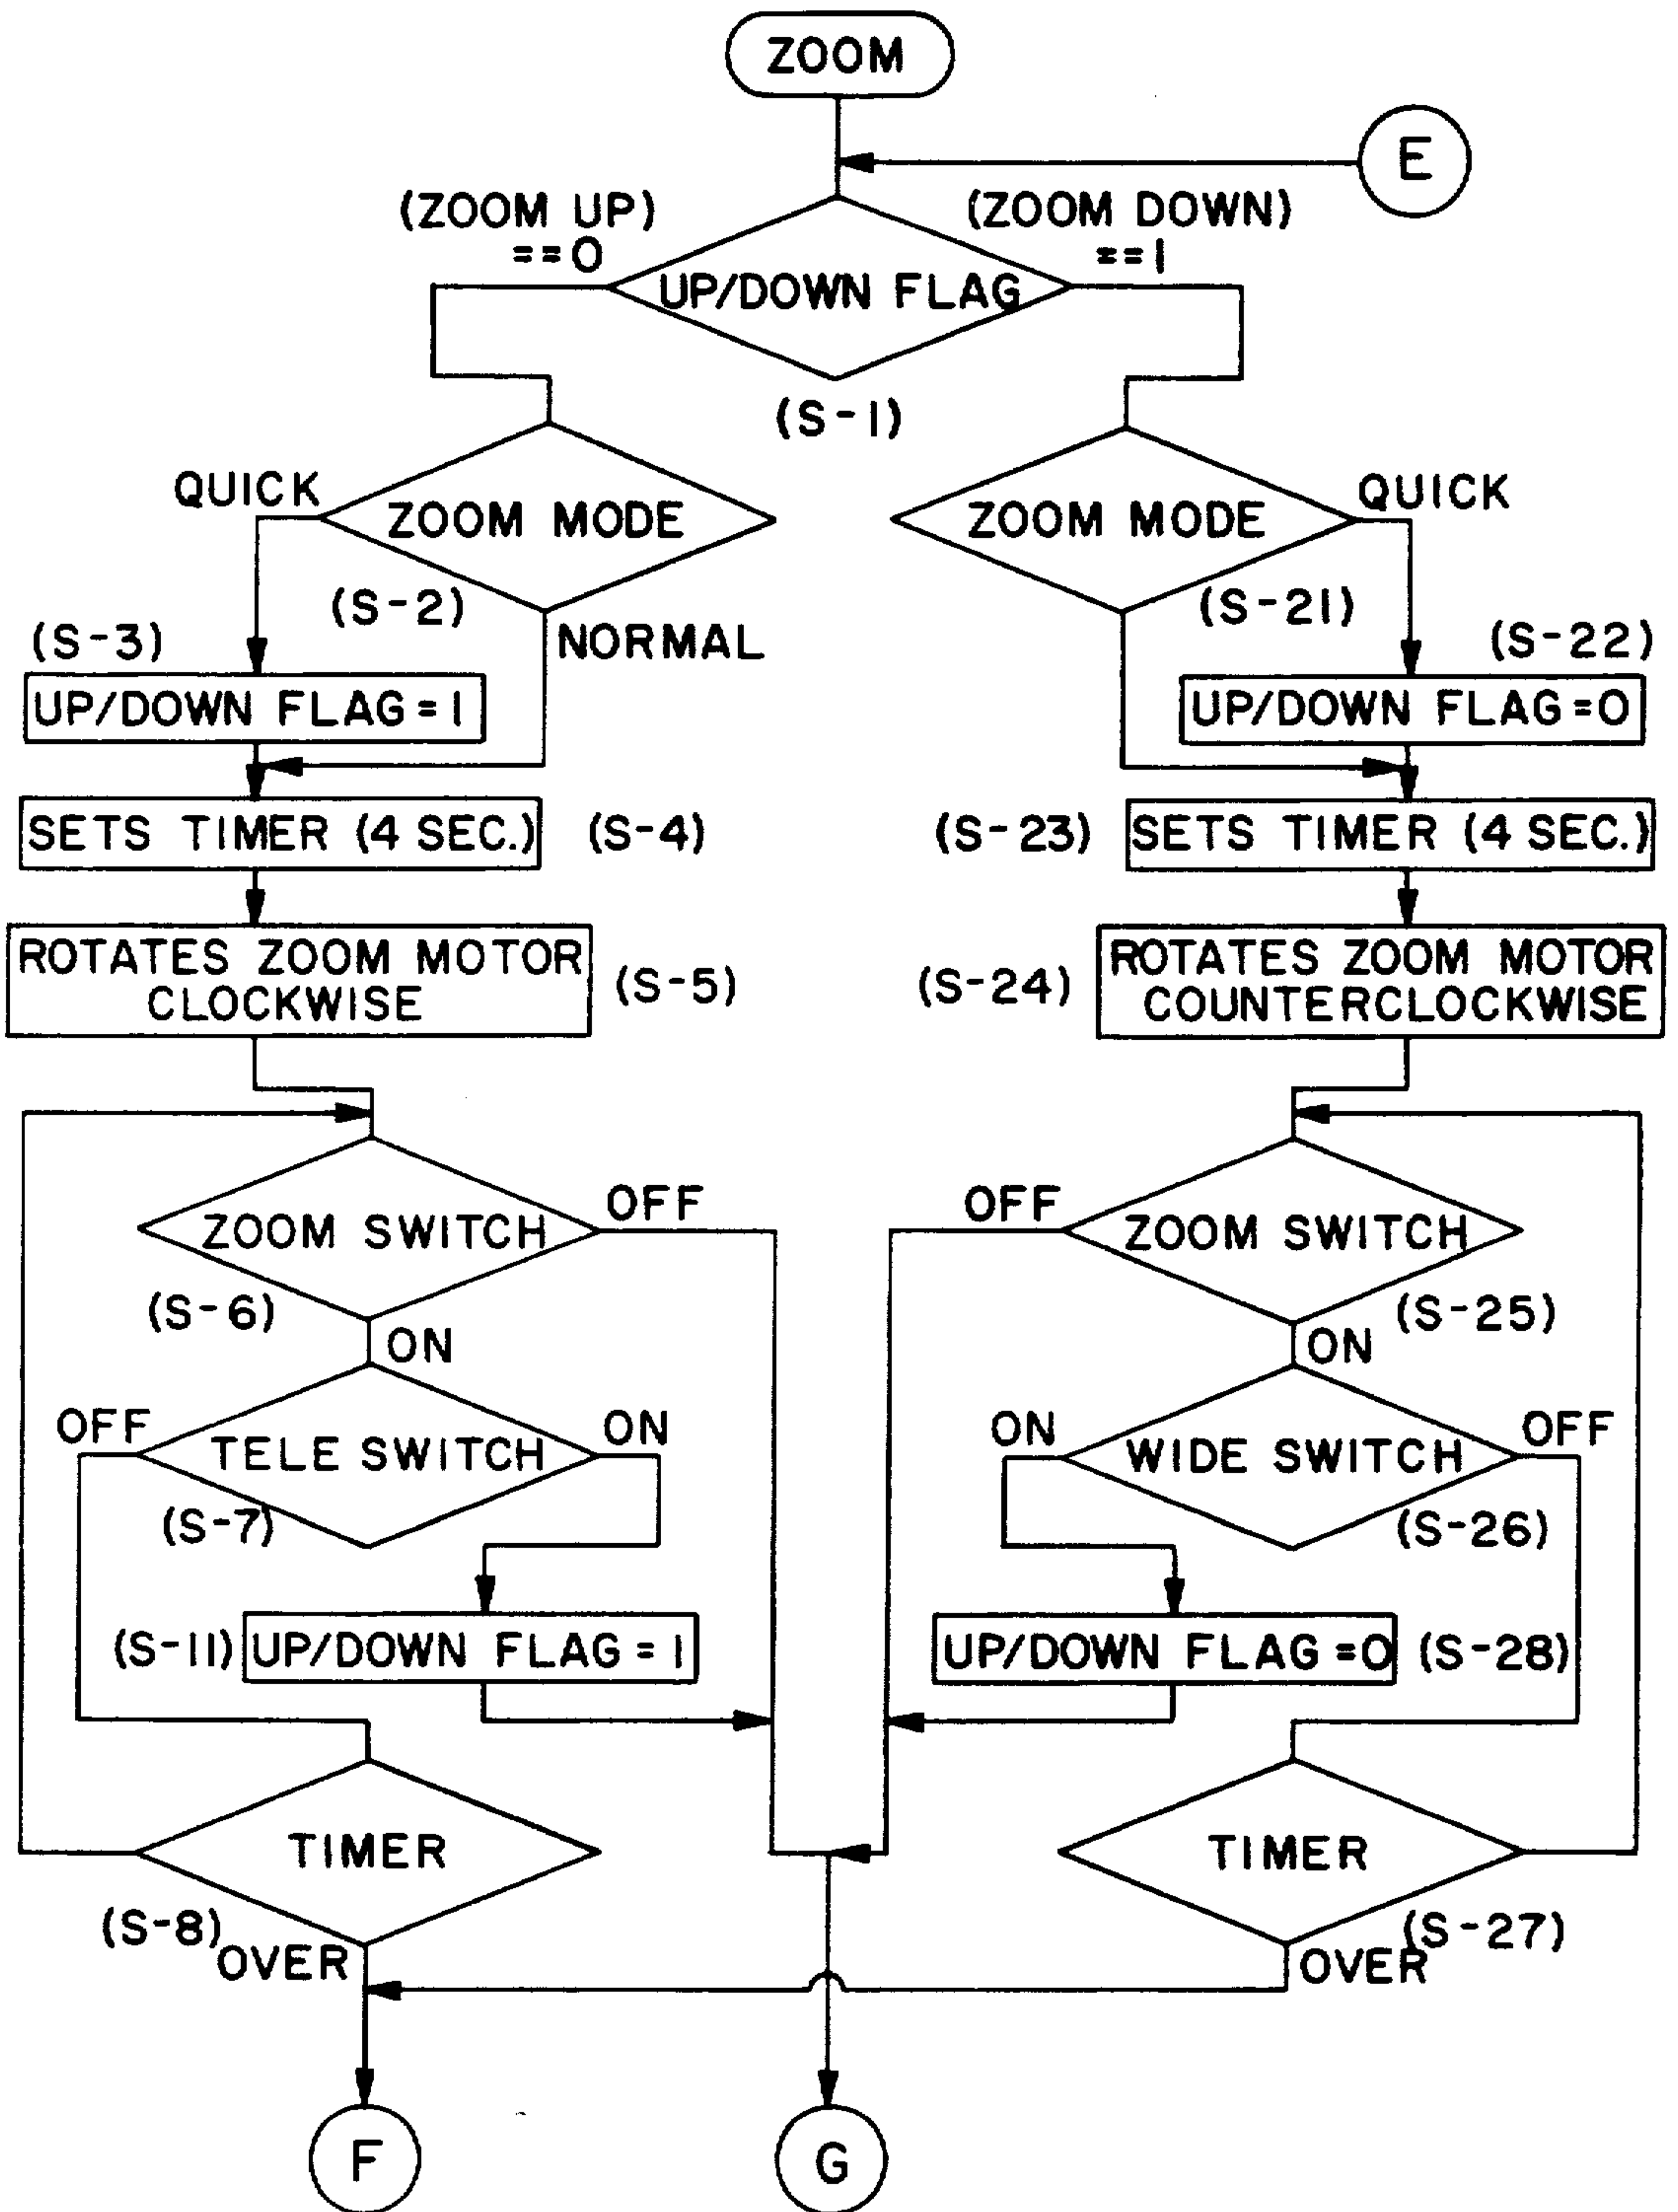 ZOOM
E
(ZOOM UP)
==0
(ZOOM DOWN)
==1
UP/DOWN FLAG
(S-1)
QUICK
ZOOM MODE
(S-2)
NORMAL
ZOOM MODE
QUICK
(S-21)
(S-3)
UP/DOWN FLAG=1
(S-22)
UP/DOWN FLAG=0
SETS TIMER (4 SEC.)
(S-4)
(S-23)
SETS TIMER (4 SEC.)
ROTATES ZOOM MOTOR
CLOCKWISE
(S-5)
(S-24)
ROTATES ZOOM MOTOR
COUNTERCLOCKWISE
ZOOM SWITCH
OFF
(S-6)
ON
OFF
ZOOM SWITCH
(S-25)
ON
OFF
TELE SWITCH
ON
(S-7)
ON
WIDE SWITCH
OFF
(S-26)
(S-11)
UP/DOWN FLAG = 1
UP/DOWN FLAG =0
(S-28)
TIMER
(S-8)
OVER
TIMER
(S-27)
OVER
F
G